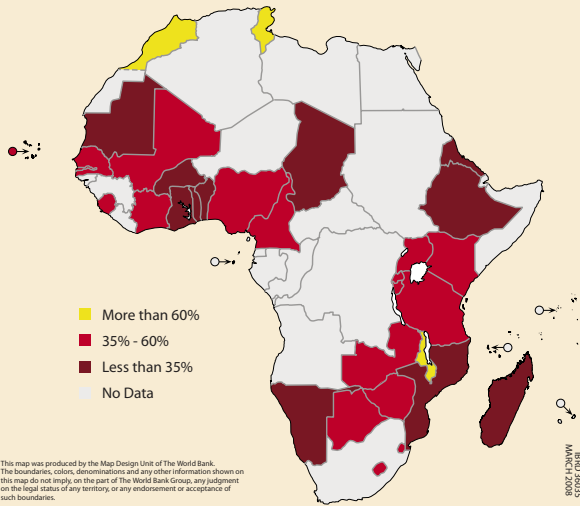 More than 60%
35% - 60%
Less than 35%
No Data
This map was produced by the Map Design Unit of The World Bank.
The boundaries, colors, denominations and any other information shown on
this map do not imply, on the part of The World Bank Group, any judgment
on the legal status of any territory, or any endorsement or acceptance of
such boundaries.
IBRD 36035
MARCH 2008